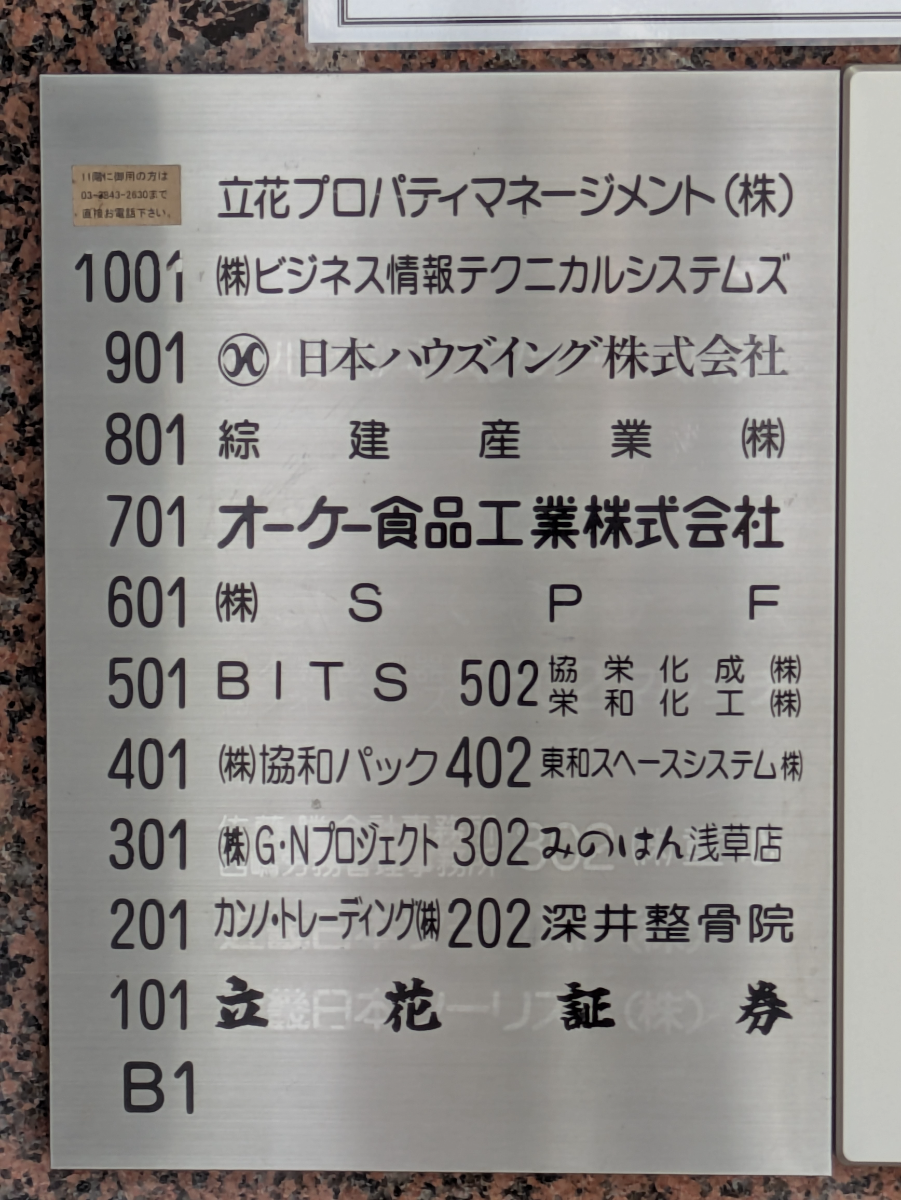 11階に御用の方は
03-3843-2630まで
直接お電話下さい。
立花プロパティマネージメント(株)
1001 ㈱ビジネス情報テクニカルシステムズ
901 日本ハウズイング株式会社
801 綜建産業㈱
701 オーケー食品工業株式会社
601 ㈱SPF
501 BITS 502 協栄化成㈱
栄和化工㈱
401 ㈱協和パック 402 東和スペースシステム㈱
301 ㈱G・Nプロジェクト 302 みのはん浅草店
201 カンノ・トレーディング㈱ 202 深井整骨院
101 立花証券
B1